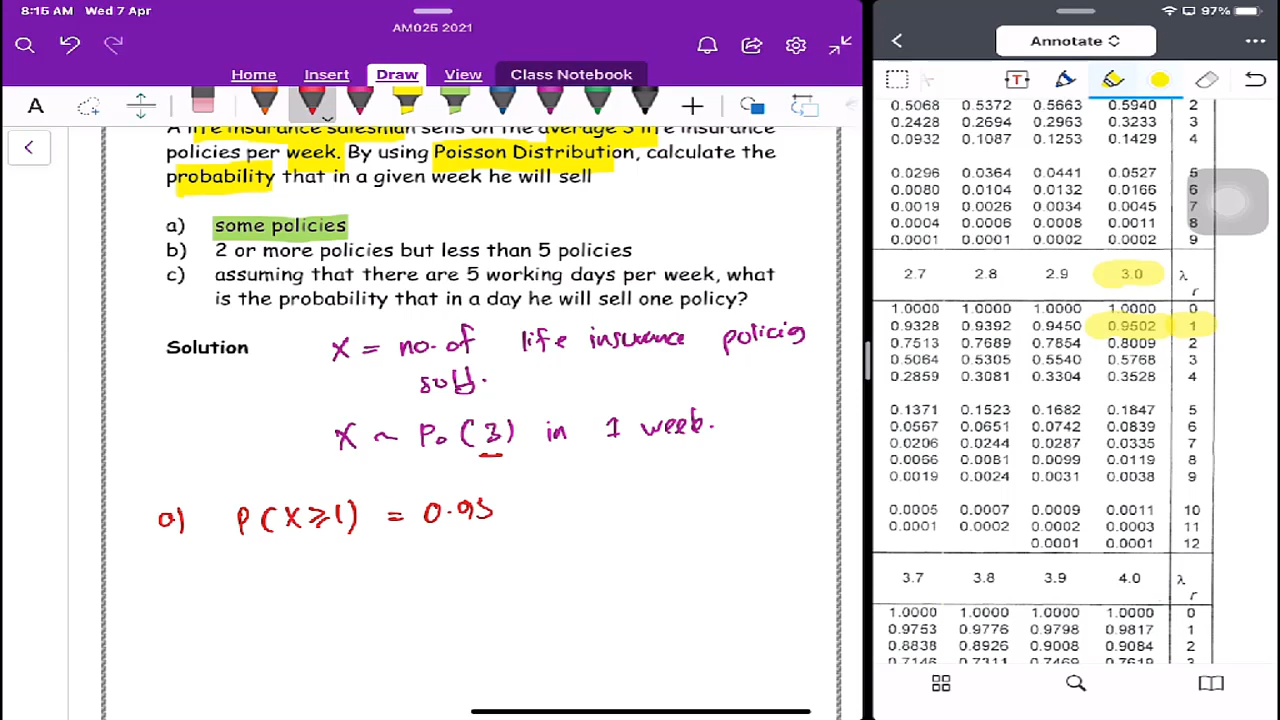 8:15 AM Wed 7 Apr
AM025 2021
97%
Home Insert Draw View Class Notebook
Annotate
A
T
A life insurance salesman sells on the average 3 life insurance
policies per week. By using Poisson Distribution, calculate the
probability that in a given week he will sell
a) some policies
b) 2 or more policies but less than 5 policies
c) assuming that there are 5 working days per week, what
is the probability that in a day he will sell one policy?
Solution
X = no. of life insurance policies
sold.
X ~ Po (3) in 1 week.
a) P(X≥1) = 0.95
0.5068 0.5372 0.5663 0.5940 2
0.2428 0.2694 0.2963 0.3233 3
0.0932 0.1087 0.1253 0.1429 4
0.0296 0.0364 0.0441 0.0527 5
0.0080 0.0104 0.0132 0.0166 6
0.0019 0.0026 0.0034 0.0045 7
0.0004 0.0006 0.0008 0.0011 8
0.0001 0.0001 0.0002 0.0002 9
2.7 2.8 2.9 3.0 λ
r
1.0000 1.0000 1.0000 1.0000 0
0.9328 0.9392 0.9450 0.9502 1
0.7513 0.7689 0.7854 0.8009 2
0.5064 0.5305 0.5540 0.5768 3
0.2859 0.3081 0.3304 0.3528 4
0.1371 0.1523 0.1682 0.1847 5
0.0567 0.0651 0.0742 0.0839 6
0.0206 0.0244 0.0287 0.0335 7
0.0066 0.0081 0.0099 0.0119 8
0.0019 0.0024 0.0031 0.0038 9
0.0005 0.0007 0.0009 0.0011 10
0.0001 0.0002 0.0002 0.0003 11
0.0001 0.0001 12
3.7 3.8 3.9 4.0 λ
r
1.0000 1.0000 1.0000 1.0000 0
0.9753 0.9776 0.9798 0.9817 1
0.8838 0.8926 0.9008 0.9084 2
0.7146 0.7311 0.7469 0.7619 3